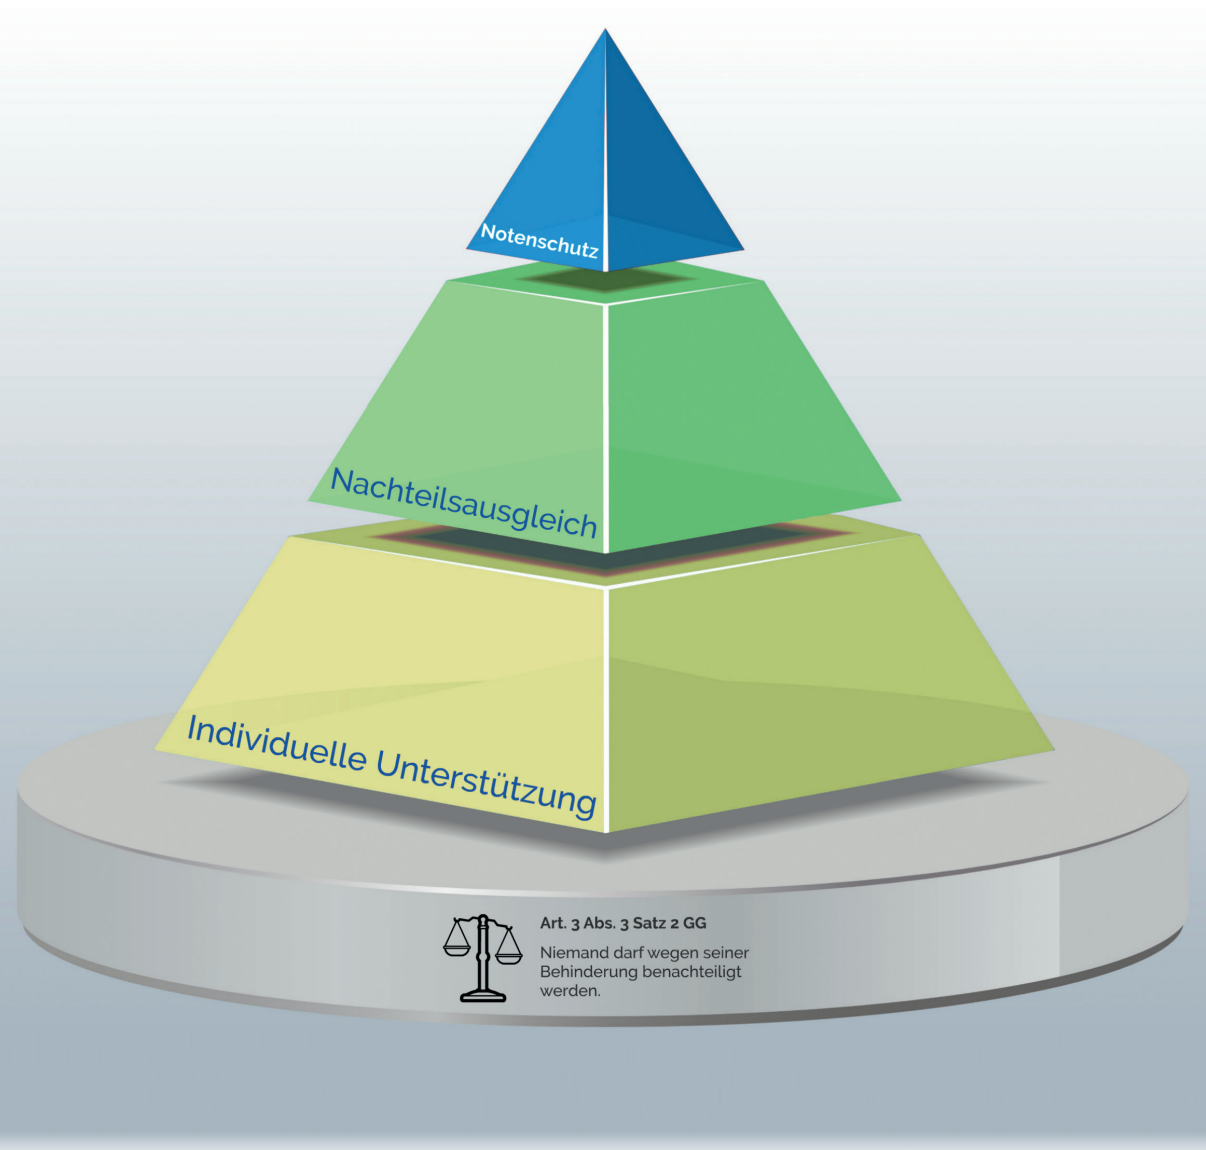 Notenschutz
Nachteilsausgleich
Individuelle Unterstützung
Art. 3 Abs. 3 Satz 2 GG
Niemand darf wegen seiner
Behinderung benachteiligt
werden.